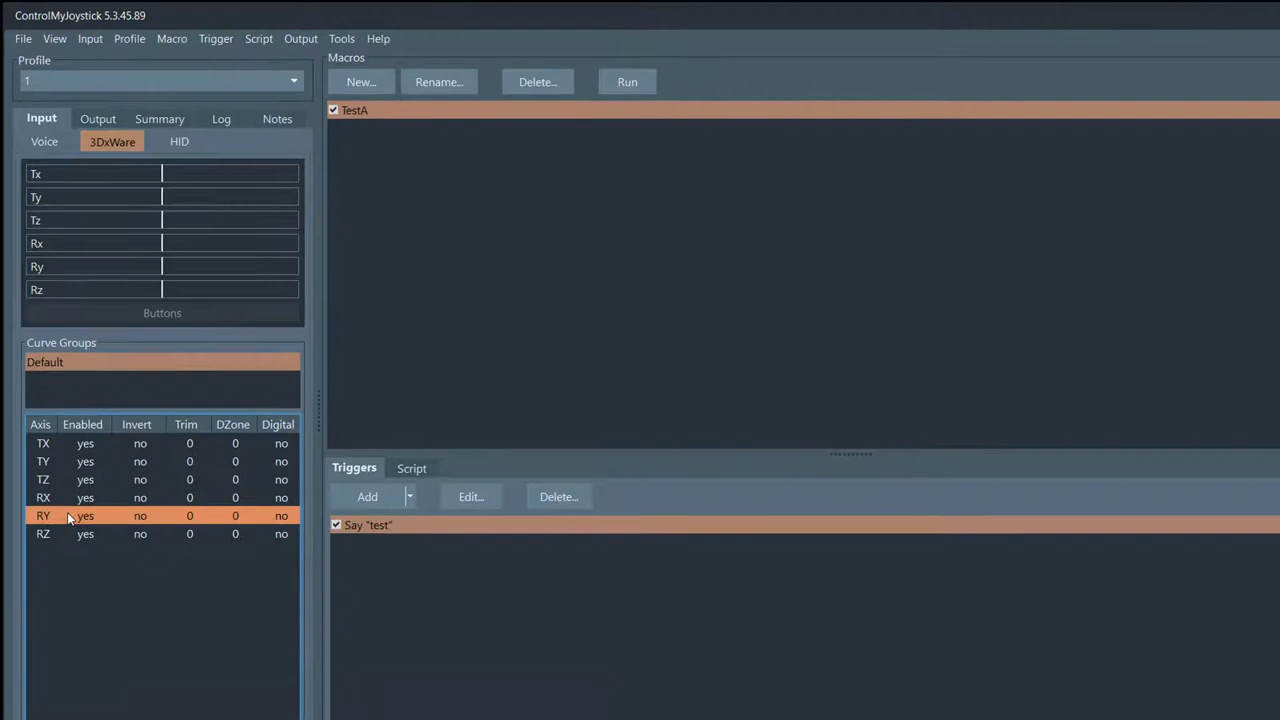 ControlMyJoystick 5.3.45.89
File View Input Profile Macro Trigger Script Output Tools Help
Profile
1
Input Output Summary Log Notes
Voice 3DxWare HID
Tx
Ty
Tz
Rx
Ry
Rz
Buttons
Curve Groups
Default
Axis Enabled Invert Trim DZone Digital
TX yes no 0 0 no
TY yes no 0 0 no
TZ yes no 0 0 no
RX yes no 0 0 no
RY yes no 0 0 no
RZ yes no 0 0 no
Macros
New... Rename... Delete... Run
TestA
Triggers Script
Add Edit... Delete...
Say "test"